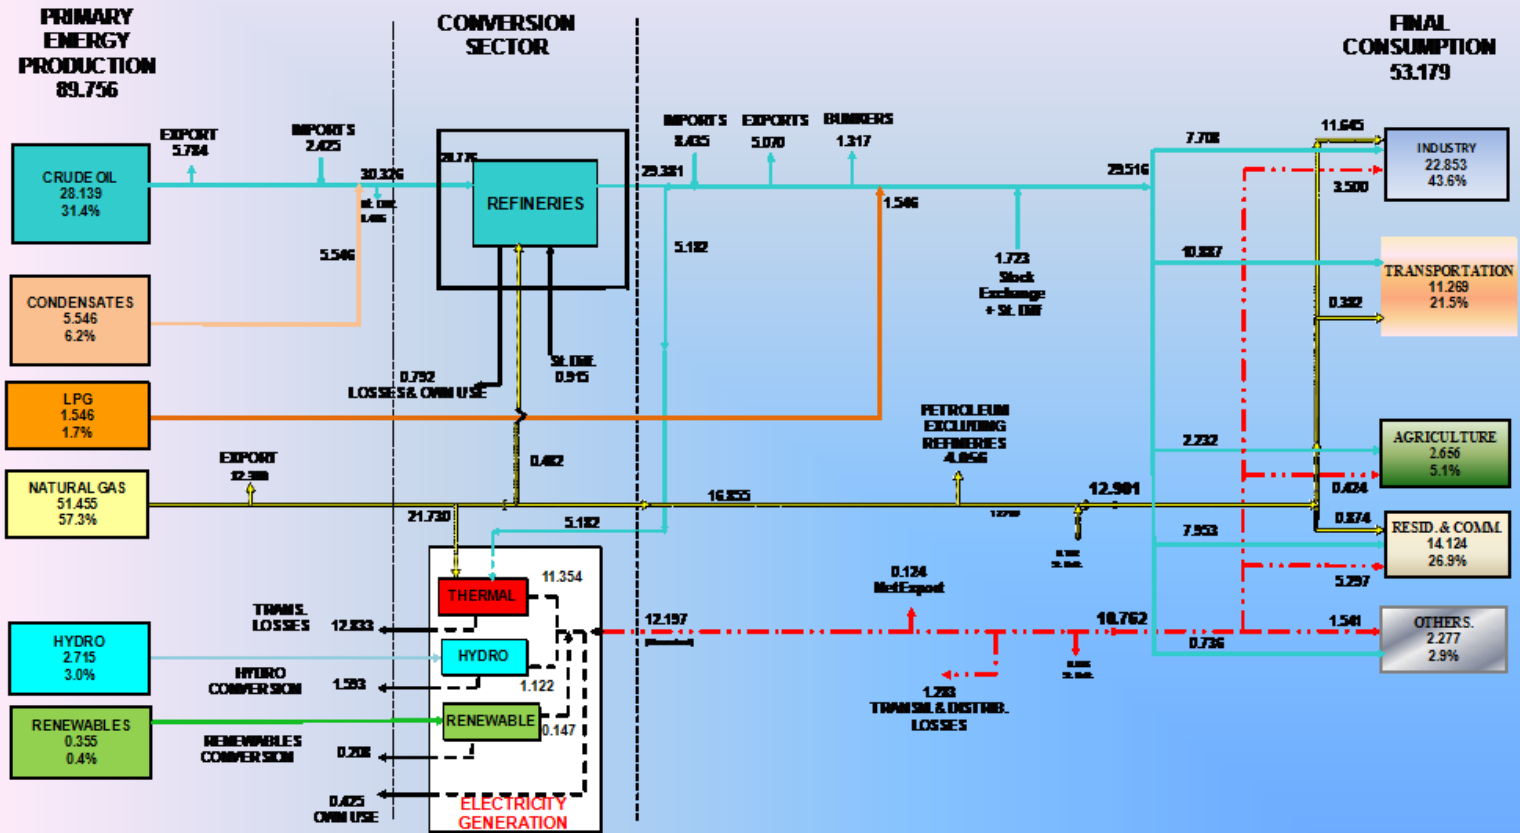 PRIMARY
ENERGY
PRODUCTION
89.756
CONVERSION
SECTOR
FINAL
CONSUMPTION
53.179
EXPORT
5.784
IMPORTS
2.425
IMPORTS
8.435
EXPORTS
5.070
BUNKERS
1.317
11.645
7.708
CRUDE OIL
28.139
31.4%
30.326
29.381
REFINERIES
1.546
29.516
INDUSTRY
22.853
43.6%
3.500
5.546
5.182
1.723
Stock
Exchange
+ St. Diff
10.887
TRANSPORTATION
11.269
21.5%
0.382
CONDENSATES
5.546
6.2%
0.792
LOSSES & OWN USE
St. Diff.
0.915
LPG
1.546
1.7%
PETROLEUM
EXCLUDING
REFINERIES
4.056
AGRICULTURE
2.656
5.1%
2.232
0.424
EXPORT
0.482
NATURAL GAS
51.455
57.3%
21.730
16.855
12.901
5.182
0.874
7.953
RESID. & COMM.
14.124
26.9%
5.297
THERMAL
11.354
0.124
Net Export
TRANS.
LOSSES
12.833
12.197
10.762
1.541
0.736
OTHERS.
2.277
2.9%
HYDRO
2.715
3.0%
HYDRO
1.122
HYDRO
CONVERSION
1.593
1.283
TRANSM. & DISTRIB.
LOSSES
RENEWABLES
0.355
0.4%
RENEWABLE
0.147
RENEWABLES
CONVERSION
0.208
0.425
OWN USE
ELECTRICITY
GENERATION